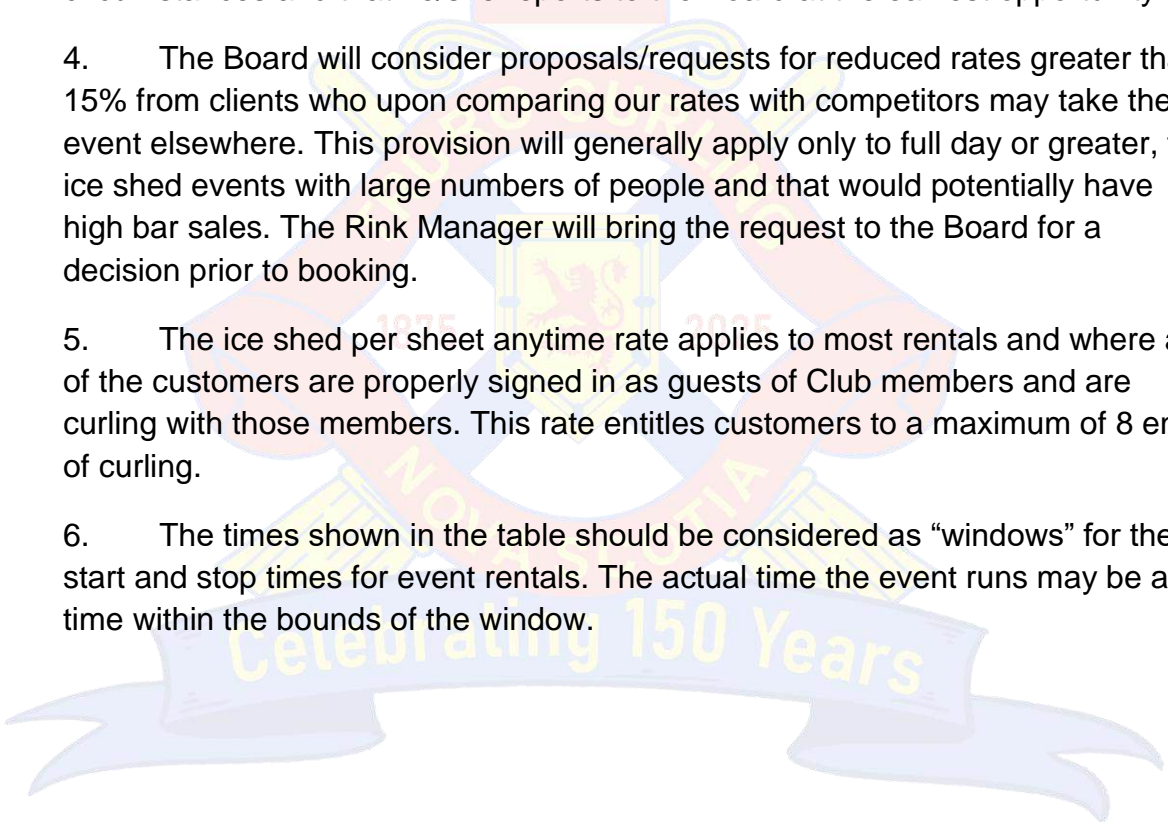 4. The Board will consider proposals/requests for reduced rates greater tha
15% from clients who upon comparing our rates with competitors may take the
event elsewhere. This provision will generally apply only to full day or greater,
ice shed events with large numbers of people and that would potentially have
high bar sales. The Rink Manager will bring the request to the Board for a
decision prior to booking.
5. The ice shed per sheet anytime rate applies to most rentals and where a
of the customers are properly signed in as guests of Club members and are
curling with those members. This rate entitles customers to a maximum of 8 en
of curling.
6. The times shown in the table should be considered as “windows” for the
start and stop times for event rentals. The actual time the event runs may be a
time within the bounds of the window.
TRURO CURLING
1875 2025
NOVA SCOTIA
Celebrating 150 Years